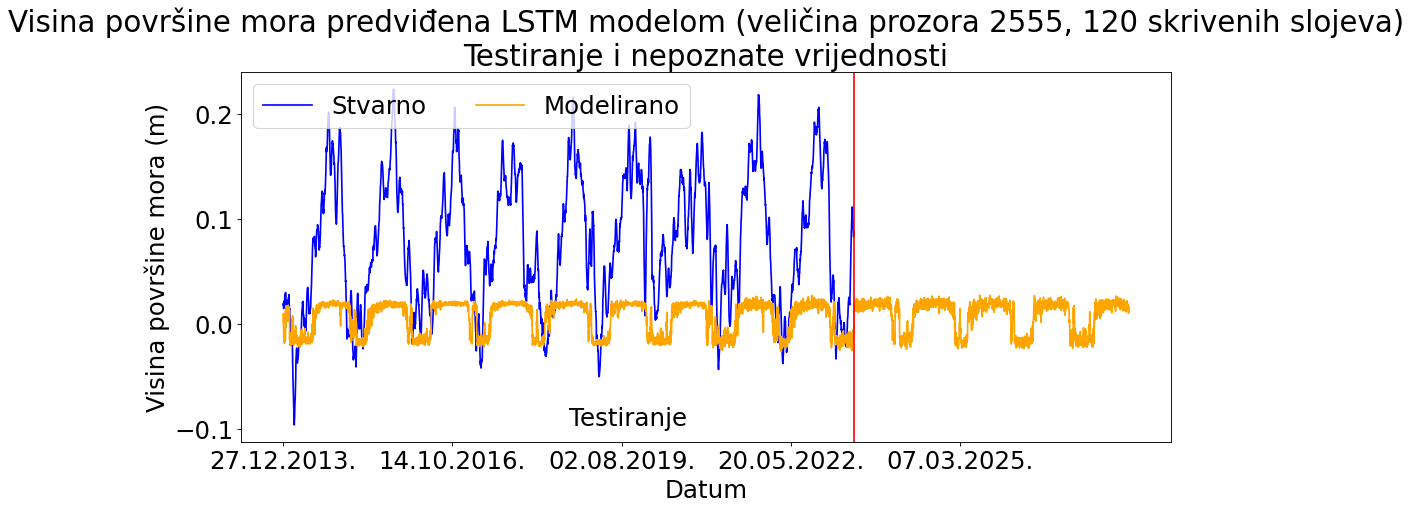 Visina površine mora predviđena LSTM modelom (veličina prozora 2555, 120 skrivenih slojeva)
Testiranje i nepoznate vrijednosti
Stvarno
Modelirano
Visina površine mora (m)
0.2
0.1
0.0
−0.1
Testiranje
27.12.2013.
14.10.2016.
02.08.2019.
20.05.2022.
07.03.2025.
Datum